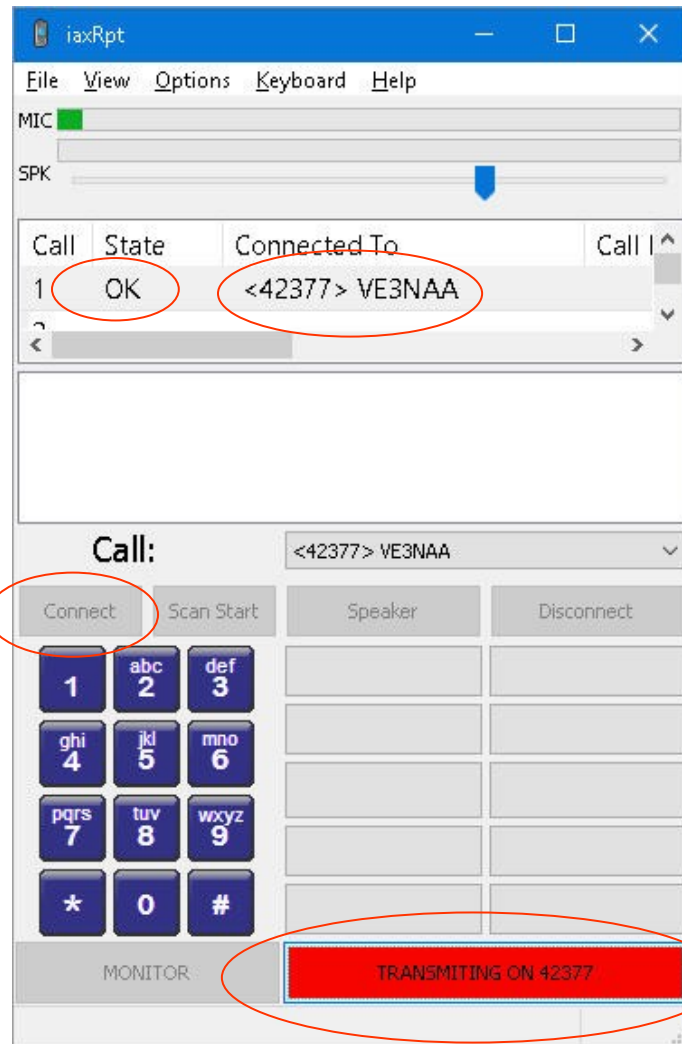 iaxRpt
File View Options Keyboard Help
MIC
SPK
Call State Connected To Call
1 OK <42377> VE3NAA
Call: <42377> VE3NAA
Connect Scan Start Speaker Disconnect
1 abc 2 def 3
ghi 4 jkl 5 mno 6
pqrs 7 tuv 8 wxyz 9
* 0 #
MONITOR TRANSMITING ON 42377